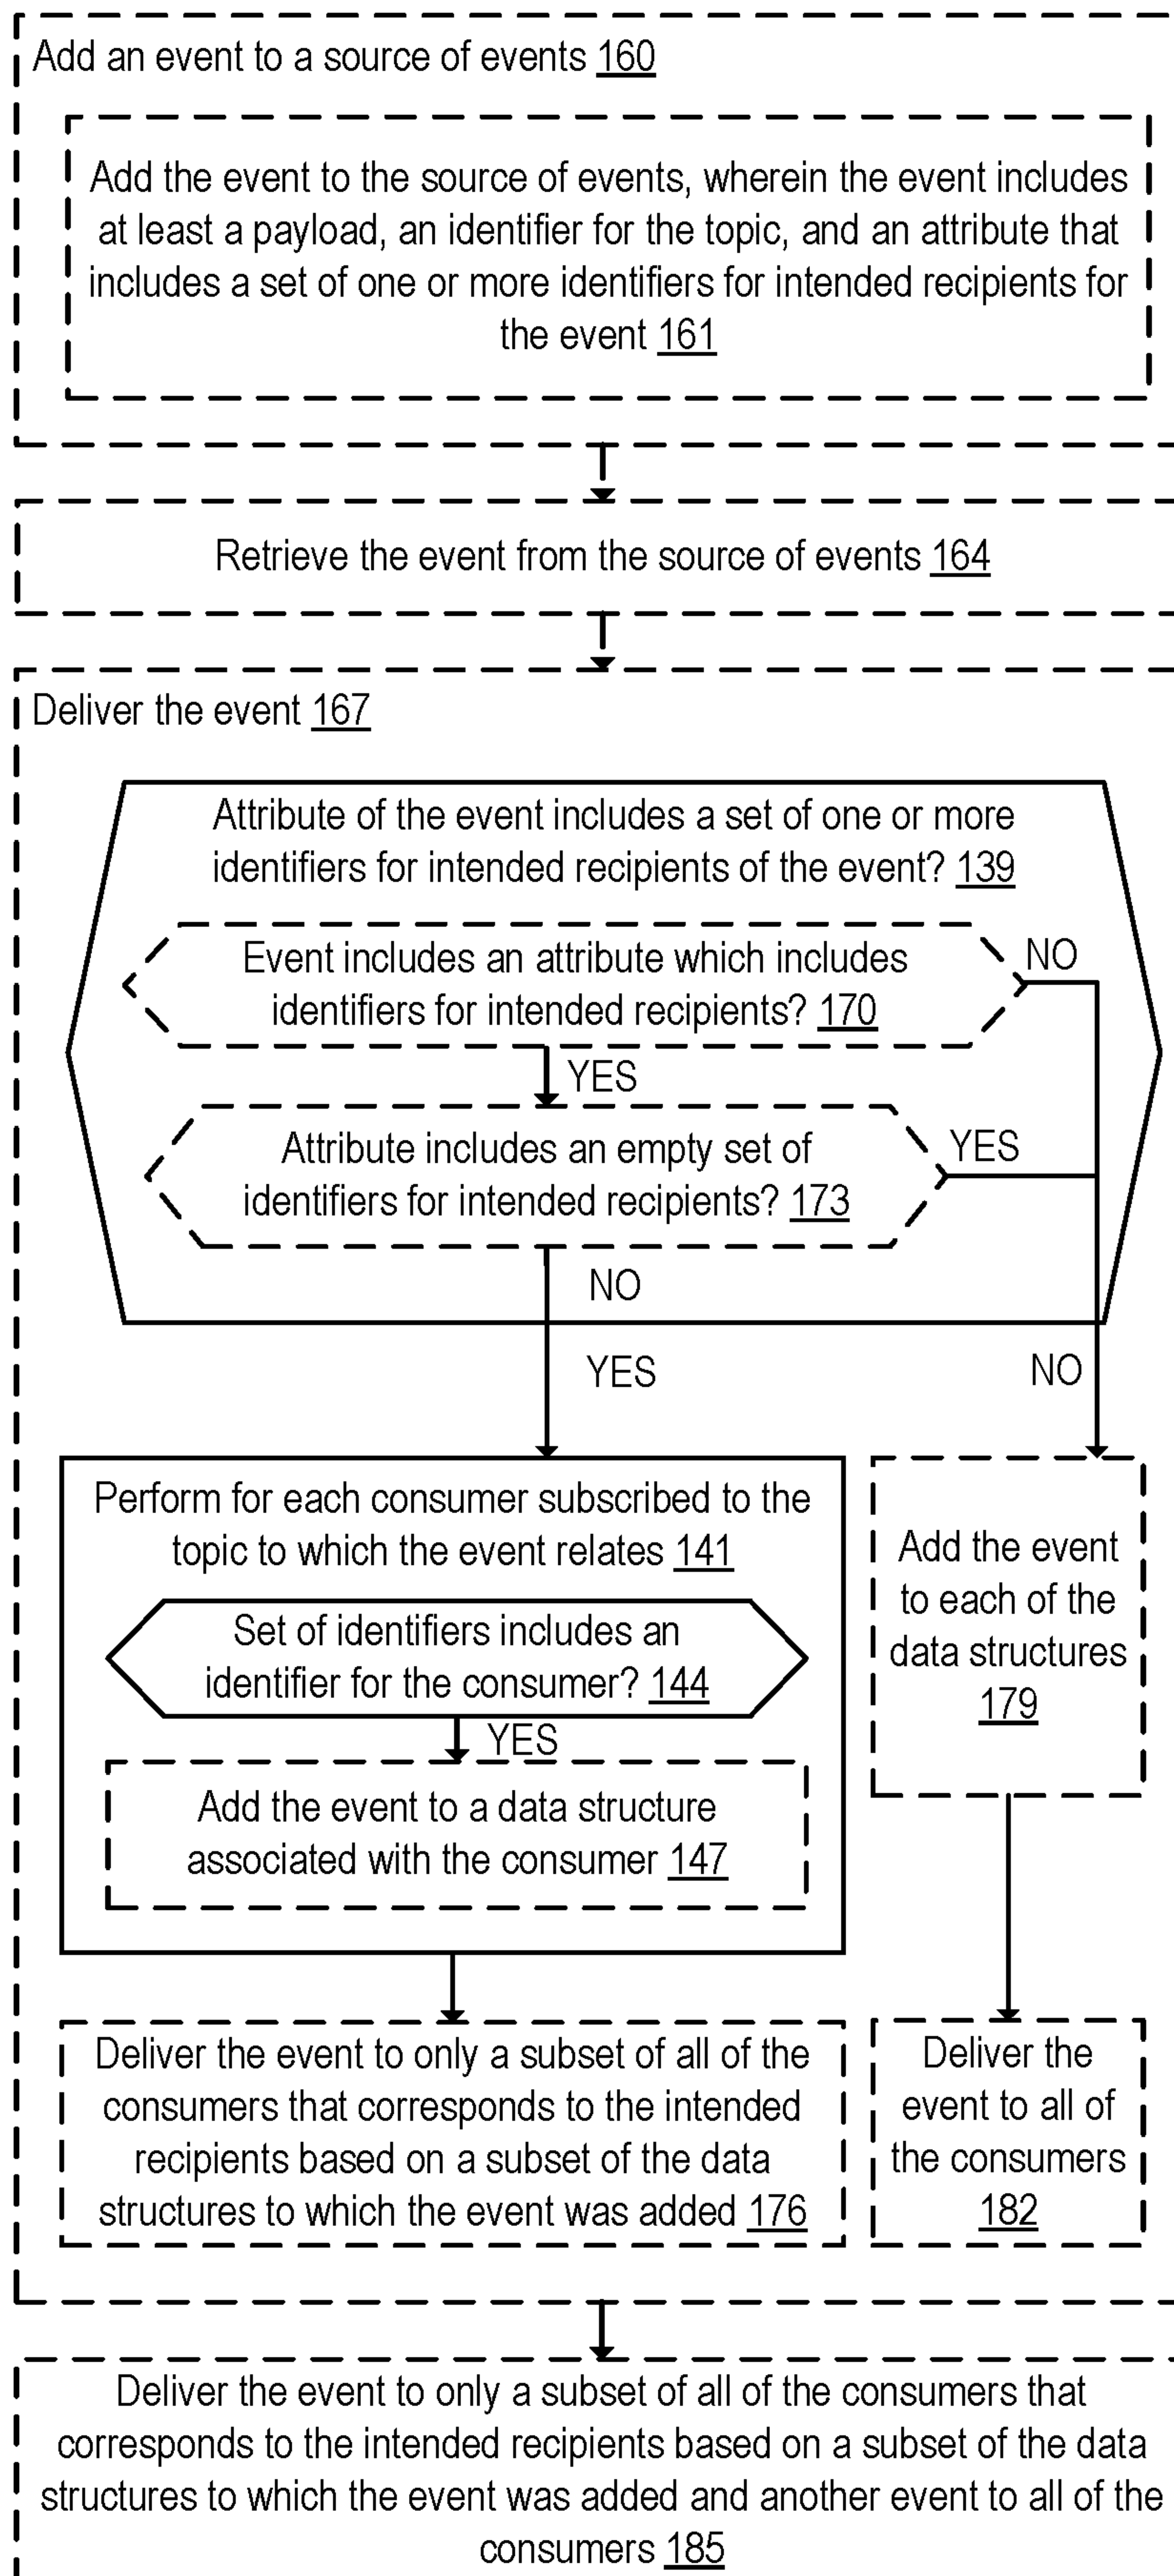 Add an event to a source of events 160
Add the event to the source of events, wherein the event includes
at least a payload, an identifier for the topic, and an attribute that
includes a set of one or more identifiers for intended recipients for
the event 161
Retrieve the event from the source of events 164
Deliver the event 167
Attribute of the event includes a set of one or more
identifiers for intended recipients of the event? 139
Event includes an attribute which includes
identifiers for intended recipients? 170
NO
YES
Attribute includes an empty set of
identifiers for intended recipients? 173
YES
NO
YES
NO
Perform for each consumer subscribed to the
topic to which the event relates 141
Set of identifiers includes an
identifier for the consumer? 144
YES
Add the event to a data structure
associated with the consumer 147
Add the event
to each of the
data structures
179
Deliver the event to only a subset of all of the
consumers that corresponds to the intended
recipients based on a subset of the data
structures to which the event was added 176
Deliver the
event to all of
the consumers
182
Deliver the event to only a subset of all of the consumers that
corresponds to the intended recipients based on a subset of the data
structures to which the event was added and another event to all of the
consumers 185